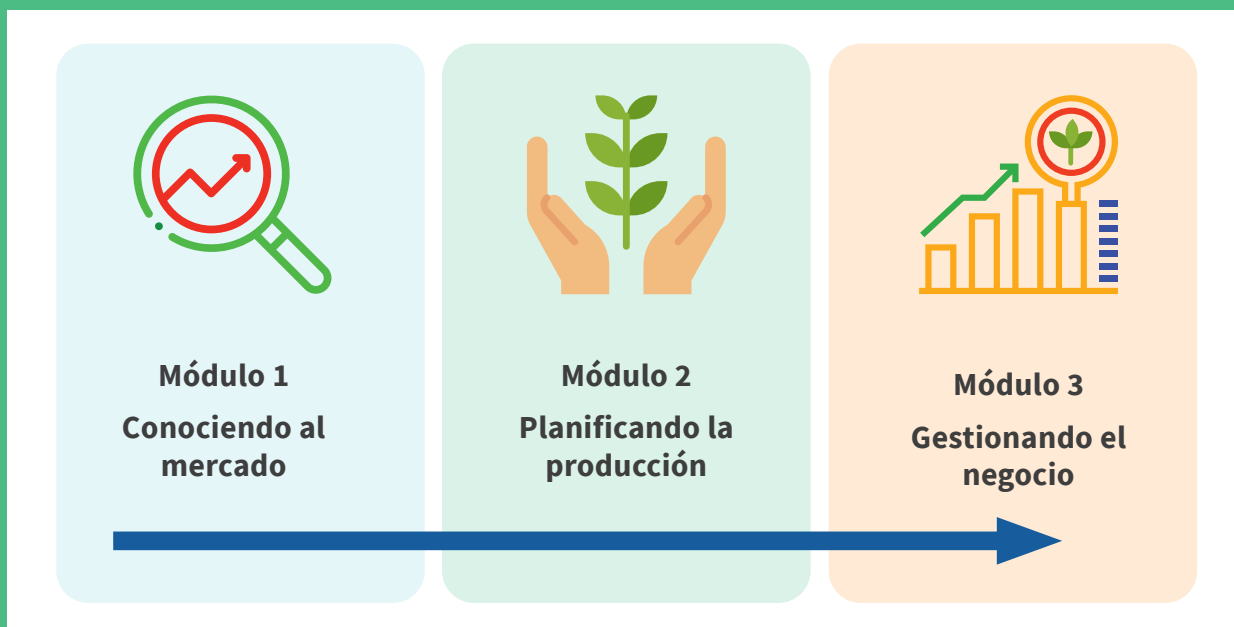 Módulo 1
Conociendo al
mercado
Módulo 2
Planificando la
producción
Módulo 3
Gestionando el
negocio